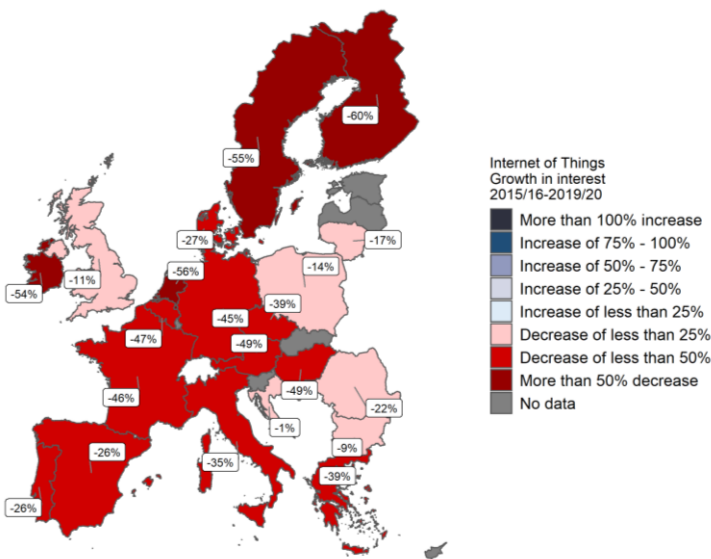 -60%
-55%
-27%
-17%
-56%
-14%
-11%
-54%
-39%
-45%
-47%
-49%
-49%
-46%
-22%
-1%
-9%
-26%
-35%
-39%
-26%
Internet of Things
Growth in interest
2015/16-2019/20
More than 100% increase
Increase of 75% - 100%
Increase of 50% - 75%
Increase of 25% - 50%
Increase of less than 25%
Decrease of less than 25%
Decrease of less than 50%
More than 50% decrease
No data